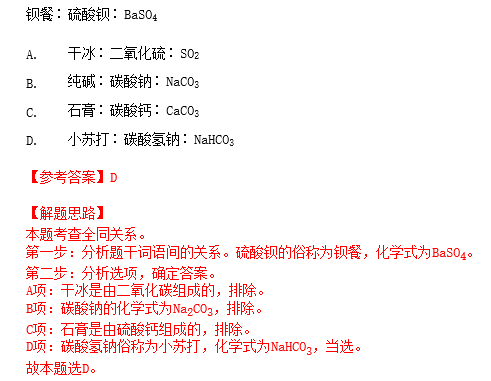 钡餐：硫酸钡：BaSO₄
A. 干冰：二氧化硫：SO₂
B. 纯碱：碳酸钠：NaCO₃
C. 石膏：碳酸钙：CaCO₃
D. 小苏打：碳酸氢钠：NaHCO₃
【参考答案】D
【解题思路】
本题考查全同关系。
第一步：分析题干词语间的关系。硫酸钡的俗称为钡餐，化学式为BaSO₄。
第二步：分析选项，确定答案。
A项：干冰是由二氧化碳组成的，排除。
B项：碳酸钠的化学式为Na₂CO₃，排除。
C项：石膏是由硫酸钙组成的，排除。
D项：碳酸氢钠俗称为小苏打，化学式为NaHCO₃，当选。
故本题选D。